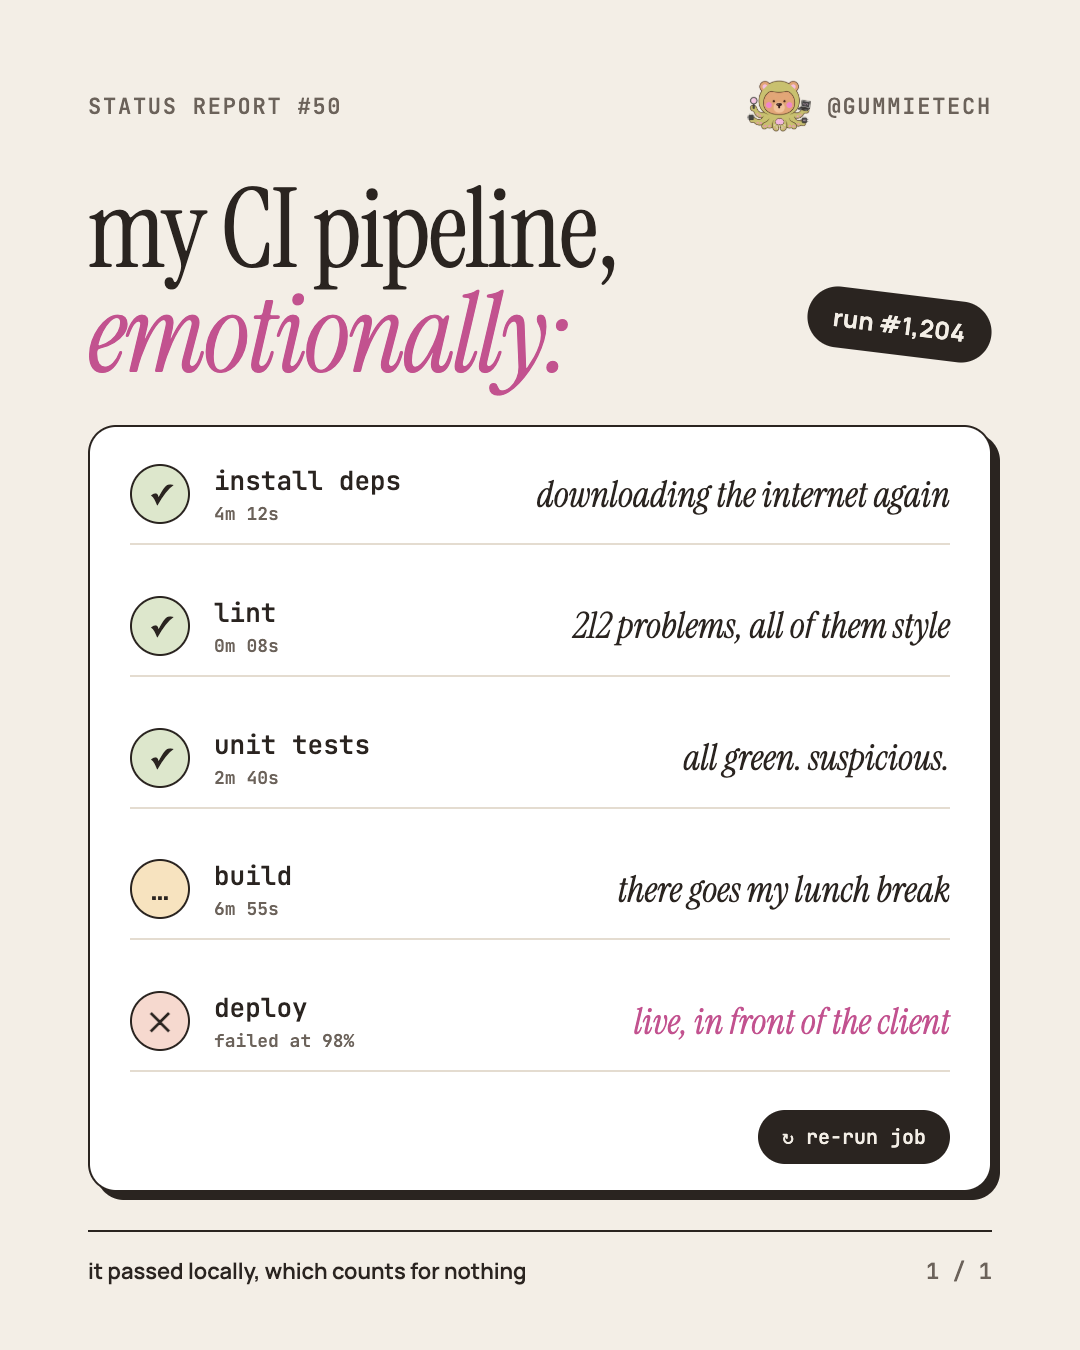 STATUS REPORT #50
@GUMMIETECH
my CI pipeline,
emotionally:
run #1,204
✓ install deps
4m 12s
downloading the internet again
✓ lint
0m 08s
212 problems, all of them style
✓ unit tests
2m 40s
all green. suspicious.
… build
6m 55s
there goes my lunch break
✕ deploy
failed at 98%
live, in front of the client
↻ re-run job
it passed locally, which counts for nothing
1 / 1